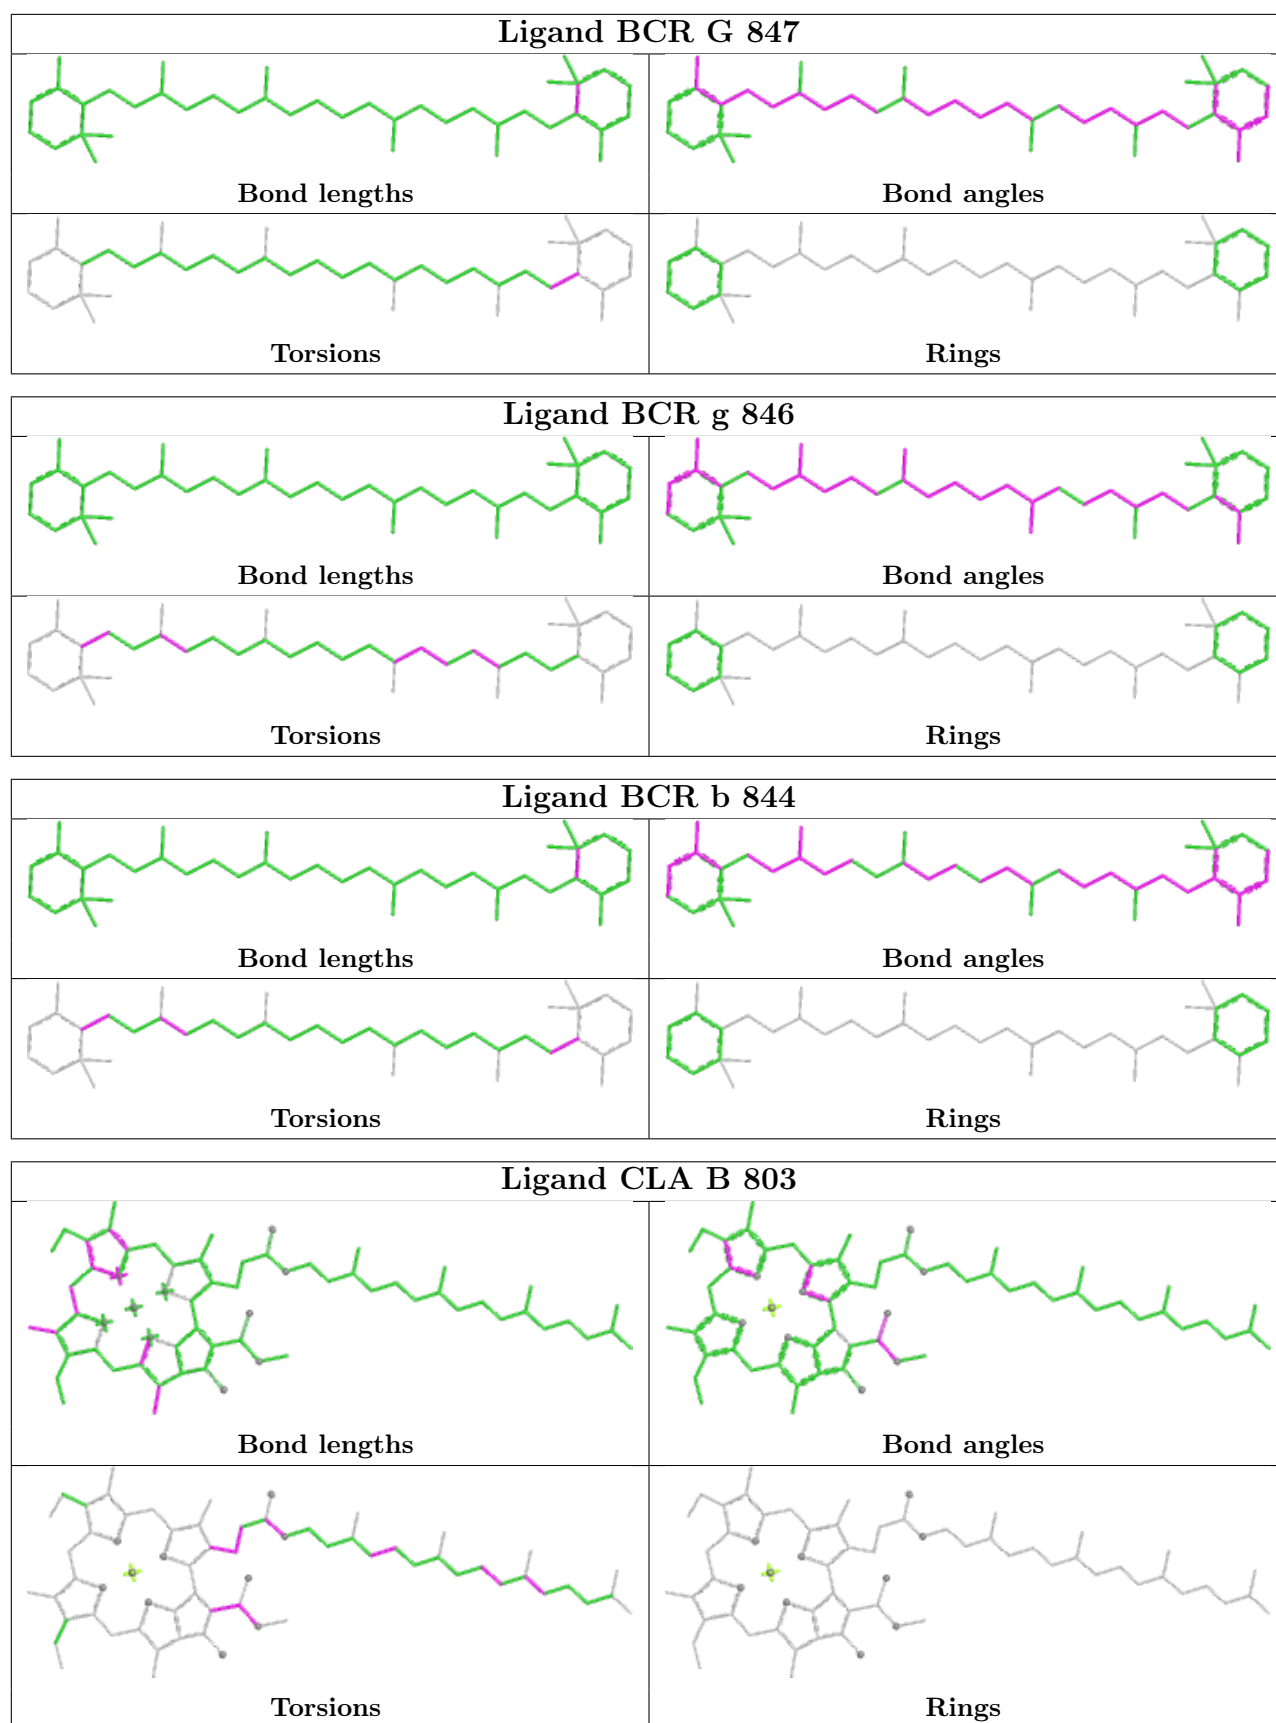 Ligand BCR G 847
Bond lengths
Bond angles
Torsions
Rings
Ligand BCR g 846
Bond lengths
Bond angles
Torsions
Rings
Ligand BCR b 844
Bond lengths
Bond angles
Torsions
Rings
Ligand CLA B 803
Bond lengths
Bond angles
Torsions
Rings